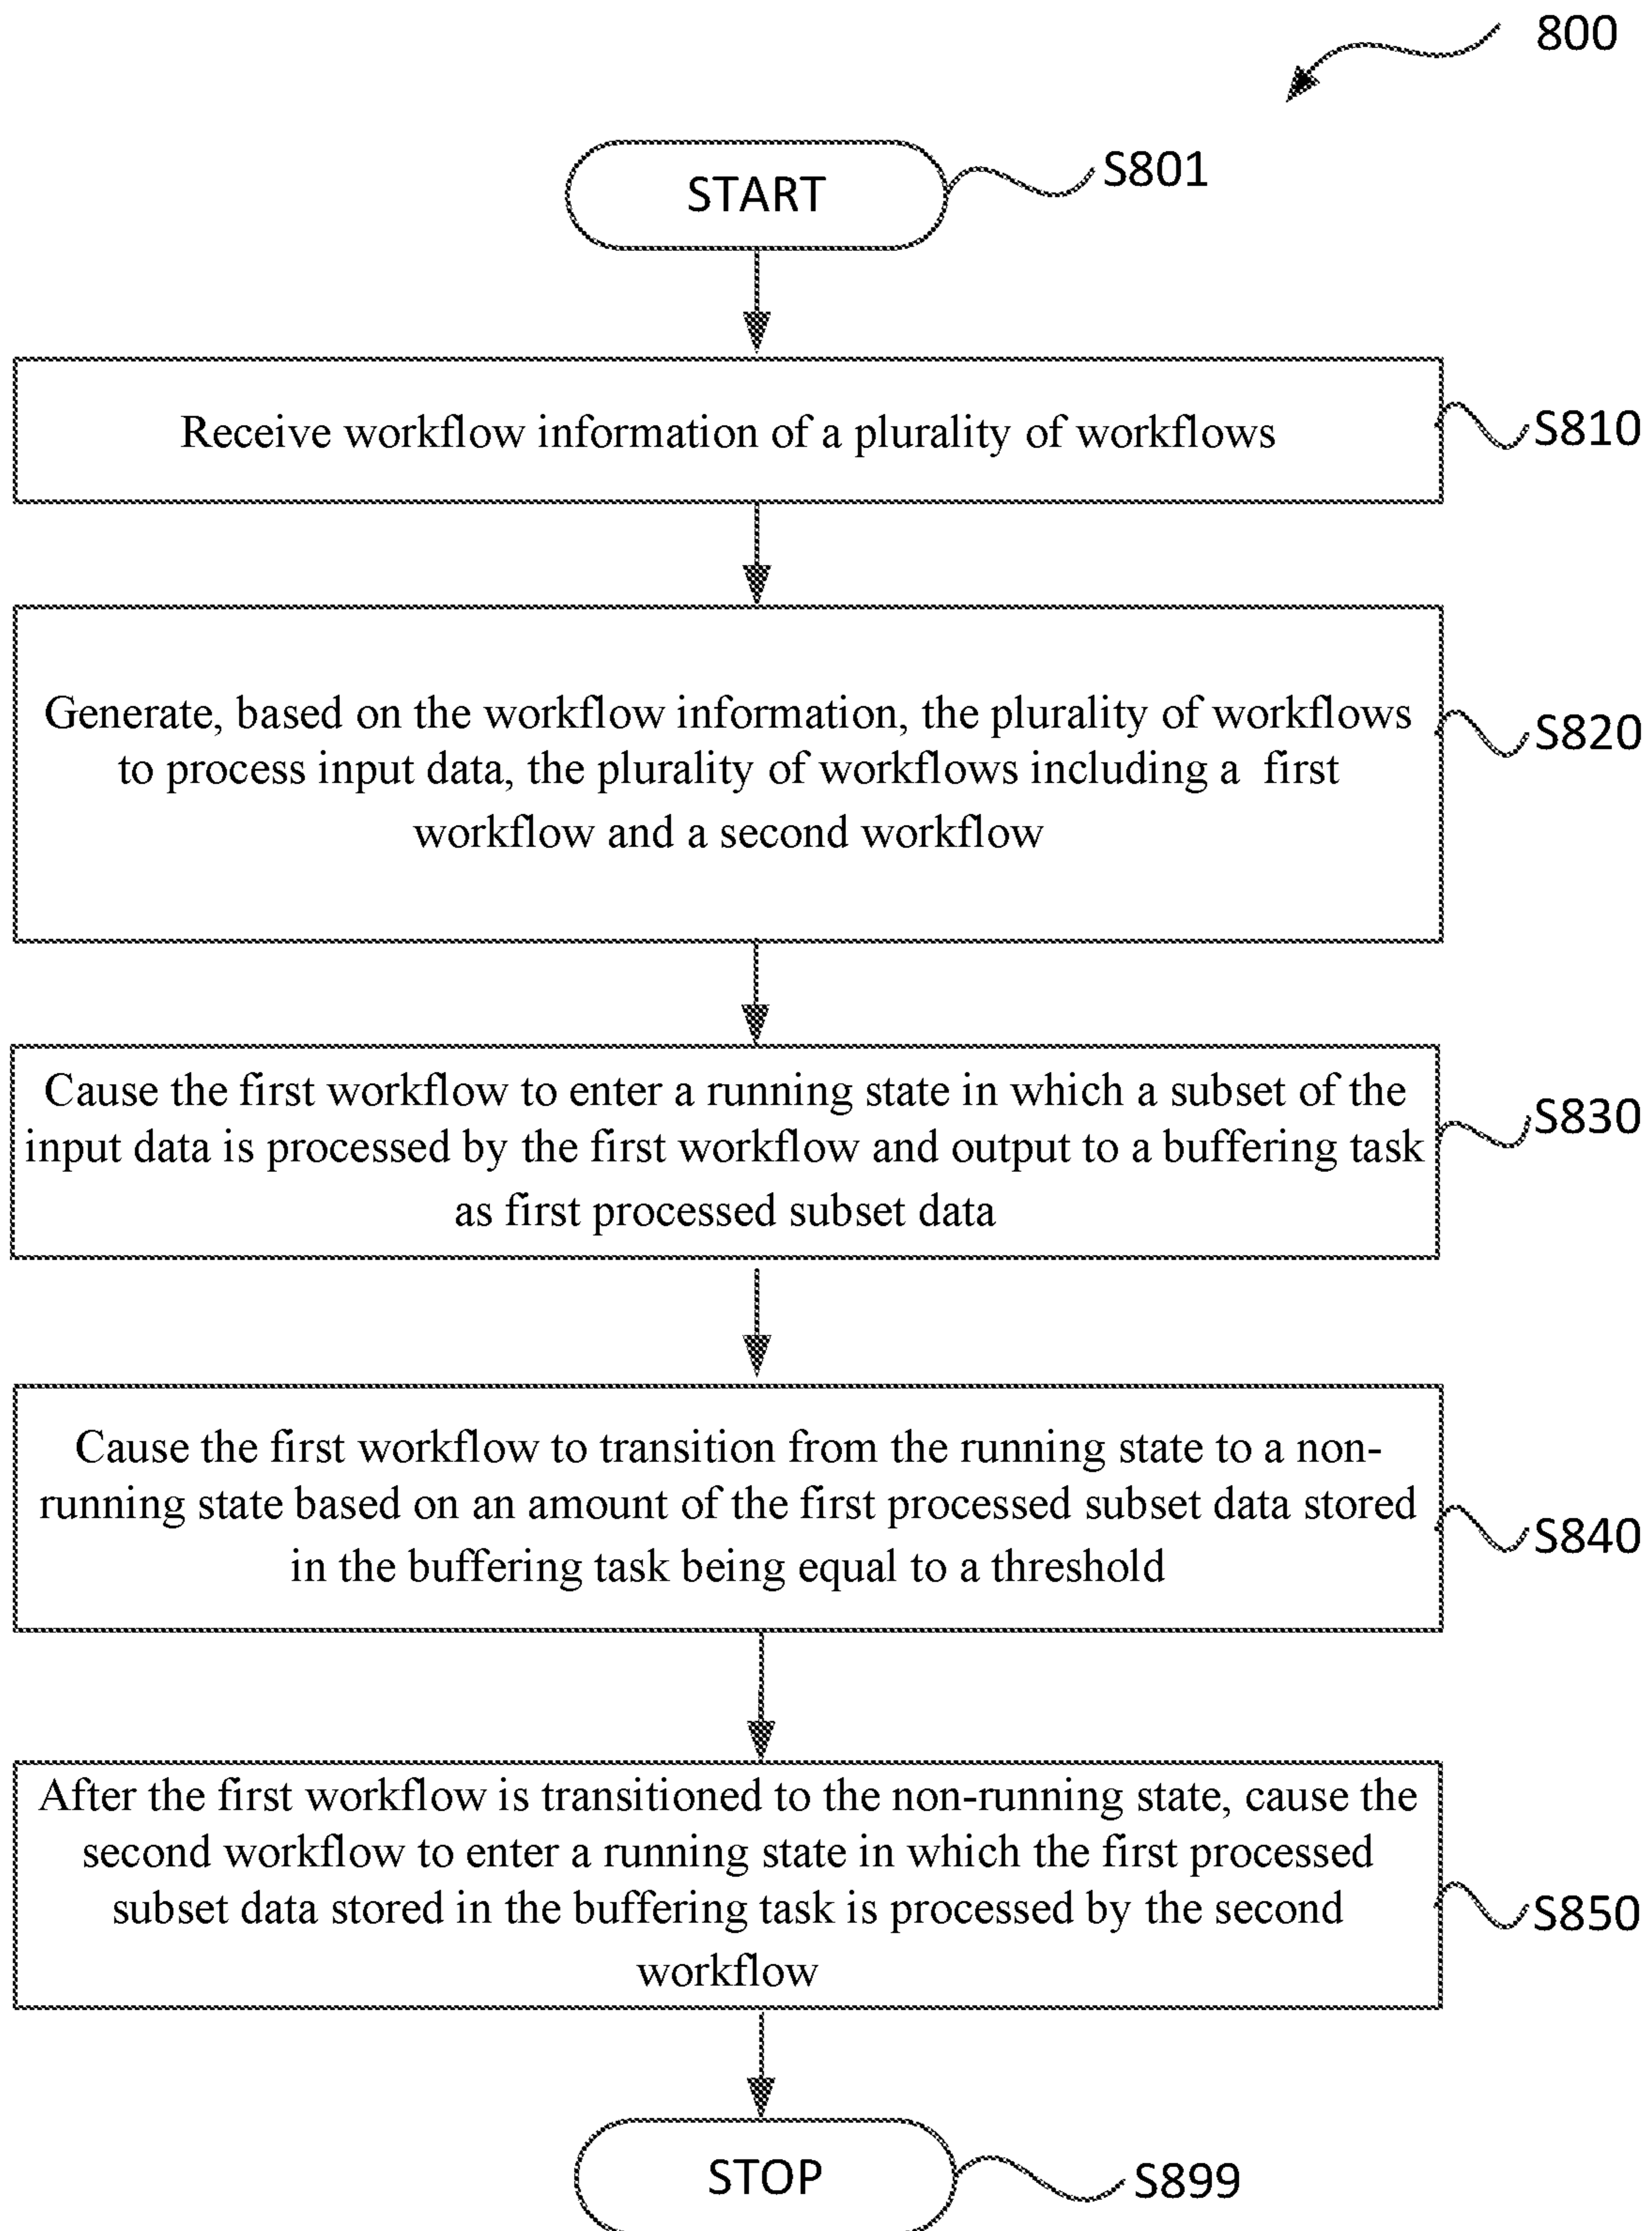 800
START
S801
Receive workflow information of a plurality of workflows
S810
Generate, based on the workflow information, the plurality of workflows
to process input data, the plurality of workflows including a first
workflow and a second workflow
S820
Cause the first workflow to enter a running state in which a subset of the
input data is processed by the first workflow and output to a buffering task
as first processed subset data
S830
Cause the first workflow to transition from the running state to a non-
running state based on an amount of the first processed subset data stored
in the buffering task being equal to a threshold
S840
After the first workflow is transitioned to the non-running state, cause the
second workflow to enter a running state in which the first processed
subset data stored in the buffering task is processed by the second
workflow
S850
STOP
S899